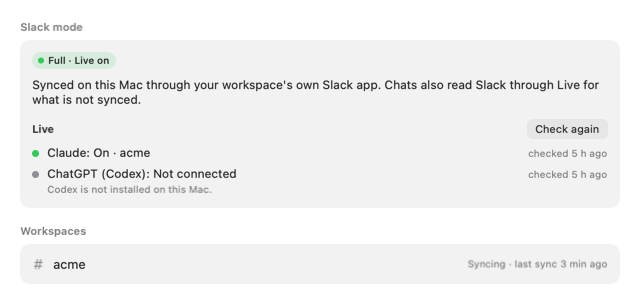 Slack mode
Full · Live on
Synced on this Mac through your workspace's own Slack app. Chats also read Slack through Live for
what is not synced.
Live
Check again
Claude: On · acme
checked 5 h ago
ChatGPT (Codex): Not connected
checked 5 h ago
Codex is not installed on this Mac.
Workspaces
# acme
Syncing · last sync 3 min ago